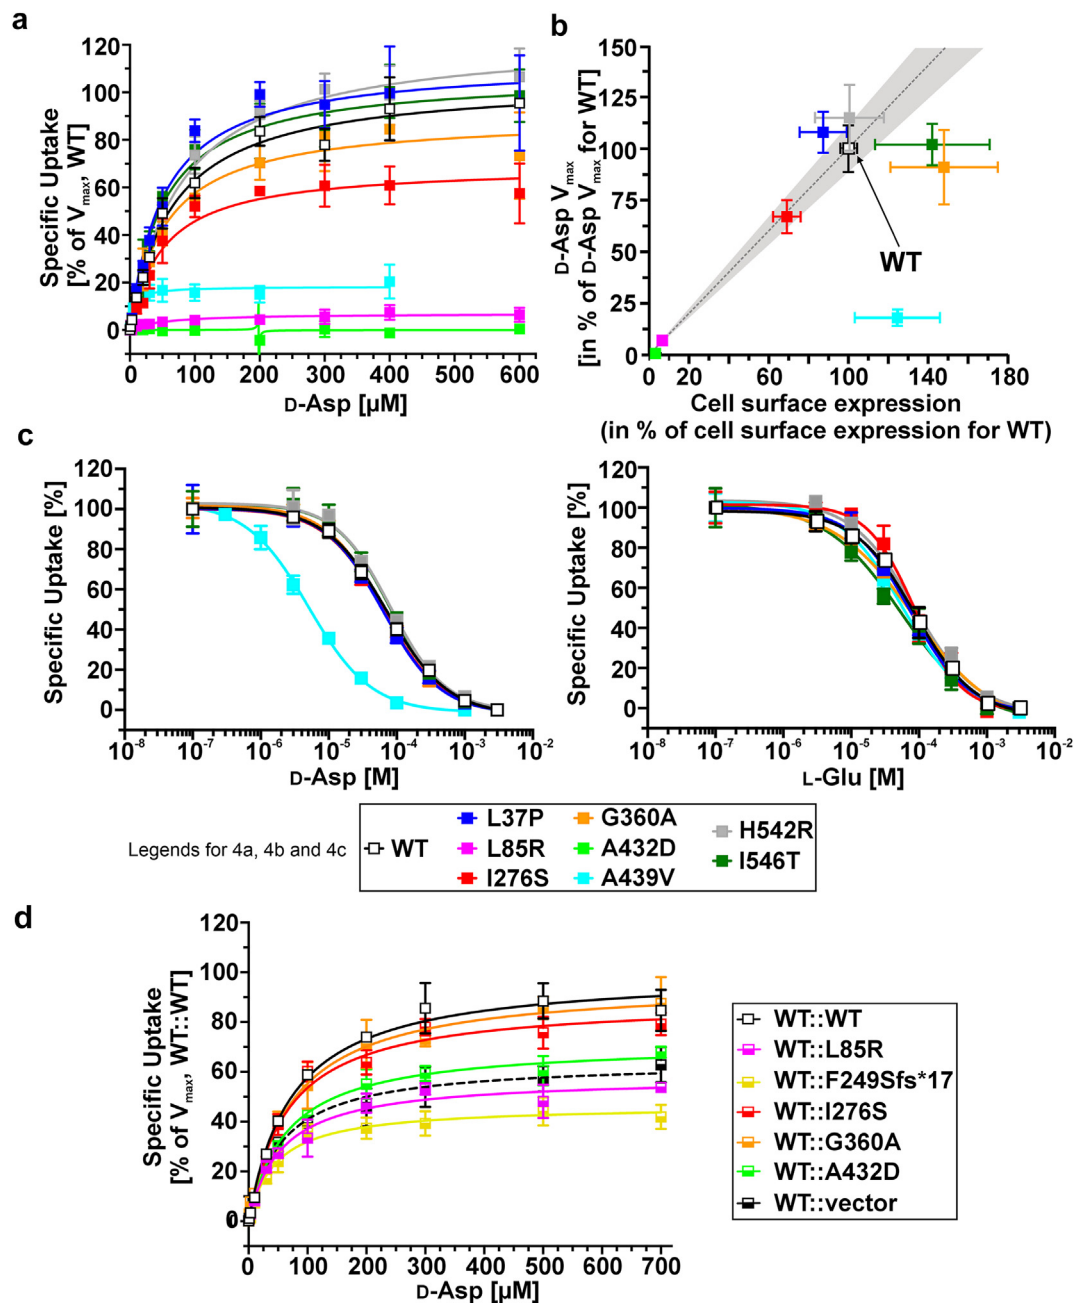 a
120
100
80
60
40
20
0
Specific Uptake
[% of Vmax, WT]
0 100 200 300 400 500 600
D-Asp [µM]
b
150
125
100
75
50
25
0
D-Asp Vmax
[in % of D-Asp Vmax for WT]
WT
0 20 60 100 140 180
Cell surface expression
(in % of cell surface expression for WT)
c
120
100
80
60
40
20
0
Specific Uptake [%]
10-8 10-7 10-6 10-5 10-4 10-3 10-2
D-Asp [M]
120
100
80
60
40
20
0
Specific Uptake [%]
10-8 10-7 10-6 10-5 10-4 10-3 10-2
L-Glu [M]
Legends for 4a, 4b and 4c
WT
L37P
L85R
I276S
G360A
A432D
A439V
H542R
I546T
d
120
100
80
60
40
20
0
Specific Uptake
[% of Vmax, WT::WT]
0 100 200 300 400 500 600 700
D-Asp [µM]
WT::WT
WT::L85R
WT::F249Sfs*17
WT::I276S
WT::G360A
WT::A432D
WT::vector